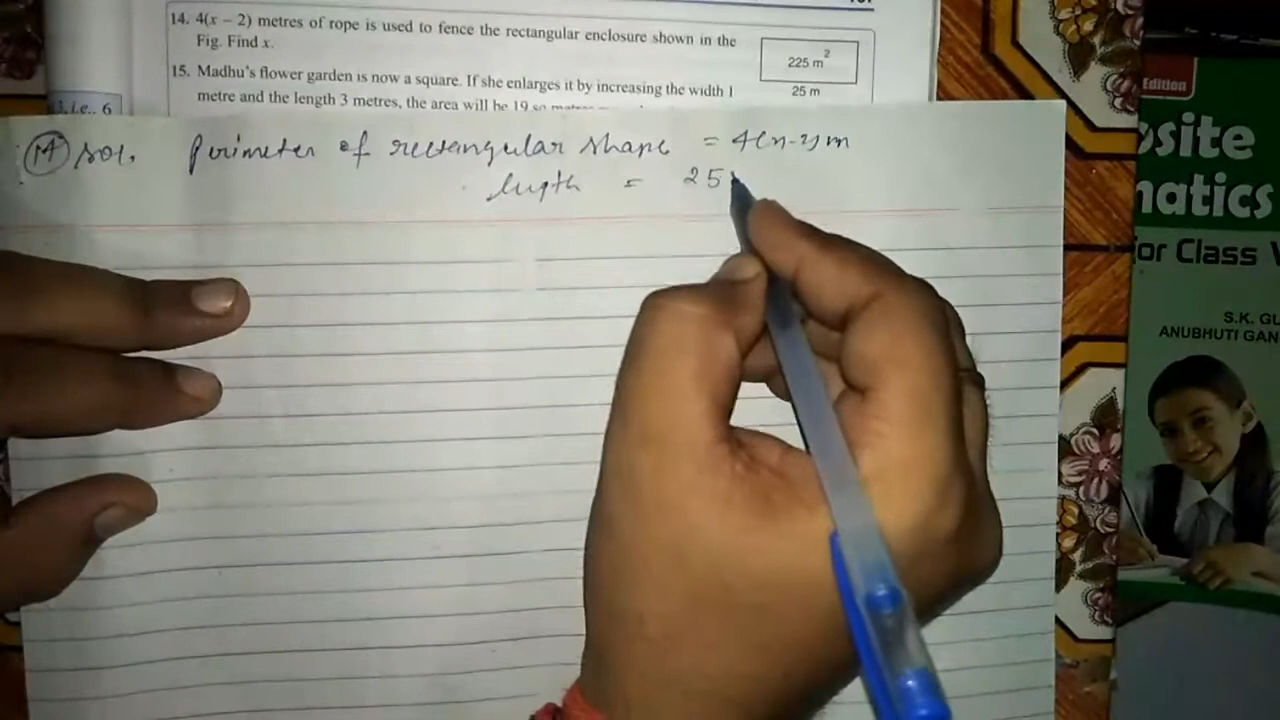 14. 4(x – 2) metres of rope is used to fence the rectangular enclosure shown in the
Fig. Find x.
225 m²
25 m
15. Madhu's flower garden is now a square. If she enlarges it by increasing the width 1
metre and the length 3 metres, the area will be 19 sq
i.e., 6
14 sol. Perimeter of rectangular shape = 4(x-2)m
length = 25
Edition
osite
natics
or Class V
S.K. GU
ANUBHUTI GAN